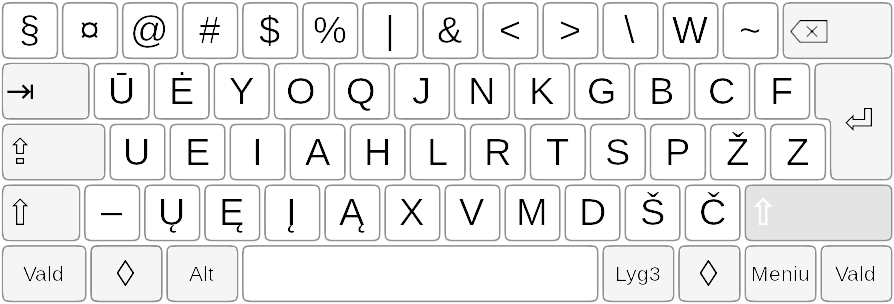 § ¤ @ # $ % | & < > \ W ~
Ū Ė Y O Q J N K G B C F
U E I A H L R T S P Ž Z
– Ų Ę Į Ą X V M D Š Č
Vald Alt Lyg3 Meniu Vald